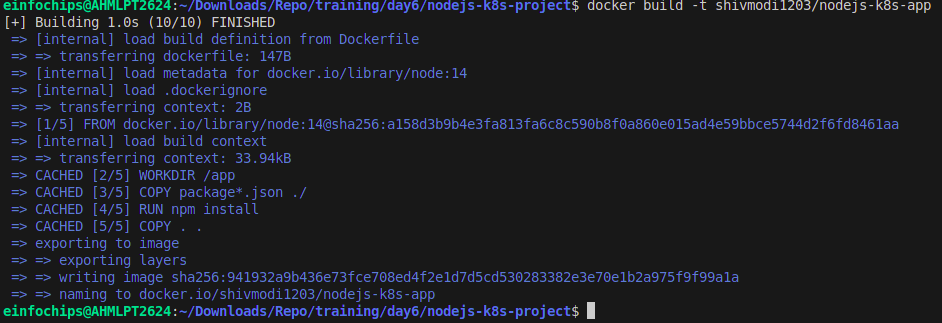 einfochips@AHMLPT2624:~/Downloads/Repo/training/day6/nodejs-k8s-project$ docker build -t shivmodi1203/nodejs-k8s-app
[+] Building 1.0s (10/10) FINISHED
=> [internal] load build definition from Dockerfile
=> => transferring dockerfile: 147B
=> [internal] load metadata for docker.io/library/node:14
=> [internal] load .dockerignore
=> => transferring context: 2B
=> [1/5] FROM docker.io/library/node:14@sha256:a158d3b9b4e3fa813fa6c8c590b8f0a860e015ad4e59bbce5744d2f6fd8461aa
=> [internal] load build context
=> => transferring context: 33.94kB
=> CACHED [2/5] WORKDIR /app
=> CACHED [3/5] COPY package*.json ./
=> CACHED [4/5] RUN npm install
=> CACHED [5/5] COPY . .
=> exporting to image
=> => exporting layers
=> => writing image sha256:941932a9b436e73fce708ed4f2e1d7d5cd530283382e3e70e1b2a975f9f99a1a
=> => naming to docker.io/shivmodi1203/nodejs-k8s-app
einfochips@AHMLPT2624:~/Downloads/Repo/training/day6/nodejs-k8s-project$